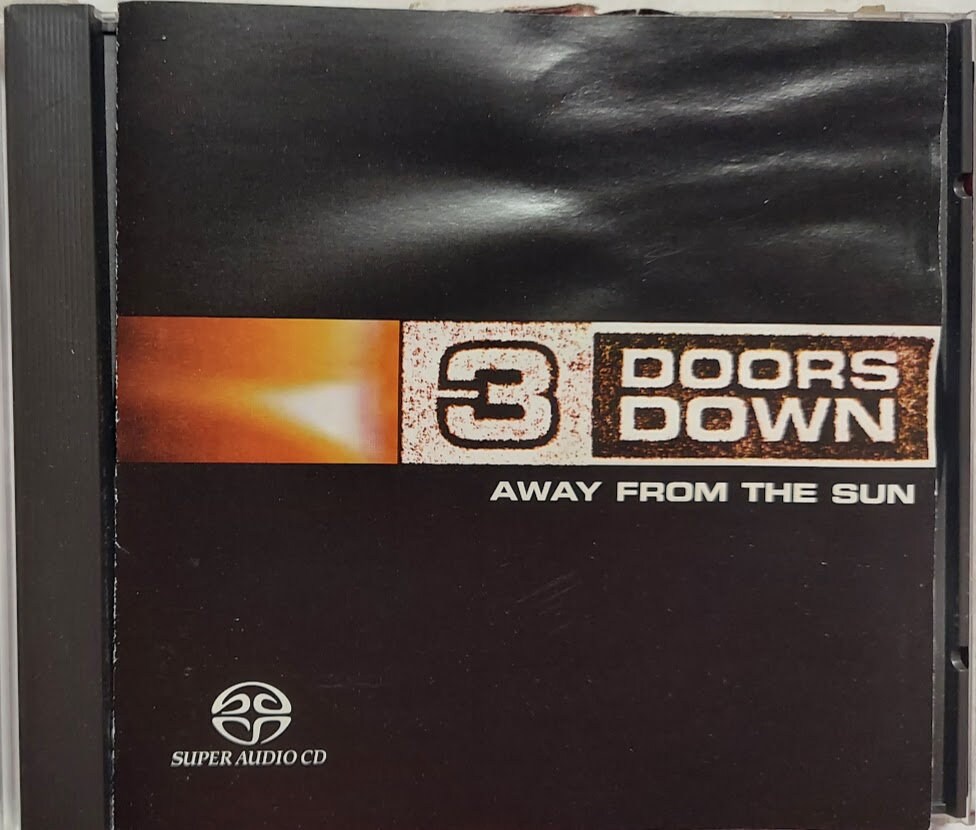 3
DOORS
DOWN
AWAY FROM THE SUN
SUPER AUDIO CD